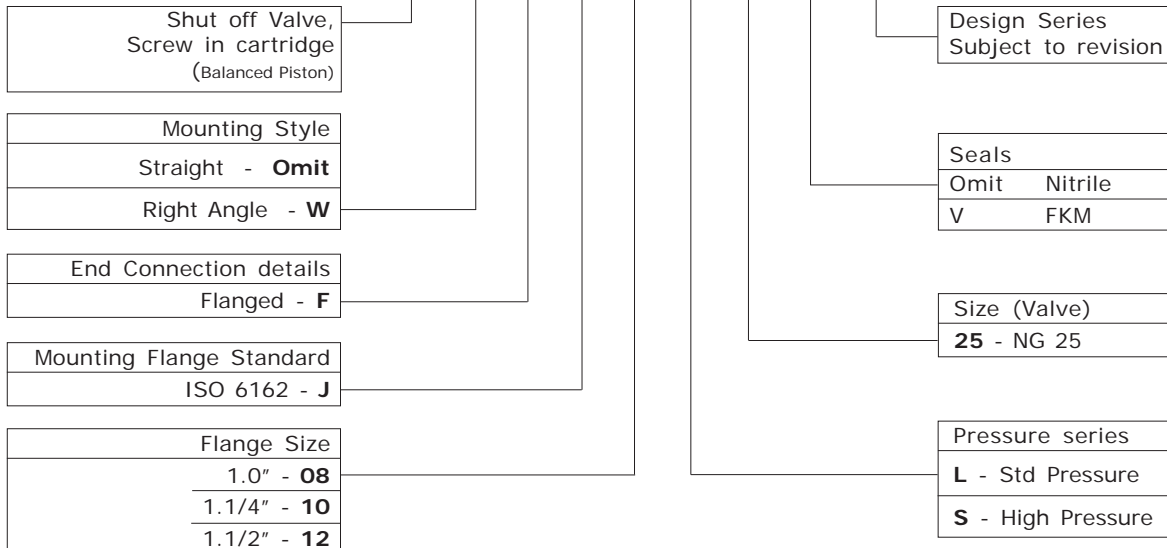 Shut off Valve,
Screw in cartridge
(Balanced Piston)
Mounting Style
Straight - Omit
Right Angle - W
End Connection details
Flanged - F
Mounting Flange Standard
ISO 6162 - J
Flange Size
1.0" - 08
1.1/4" - 10
1.1/2" - 12
Design Series
Subject to revision
Seals
Omit Nitrile
V FKM
Size (Valve)
25 - NG 25
Pressure series
L - Std Pressure
S - High Pressure